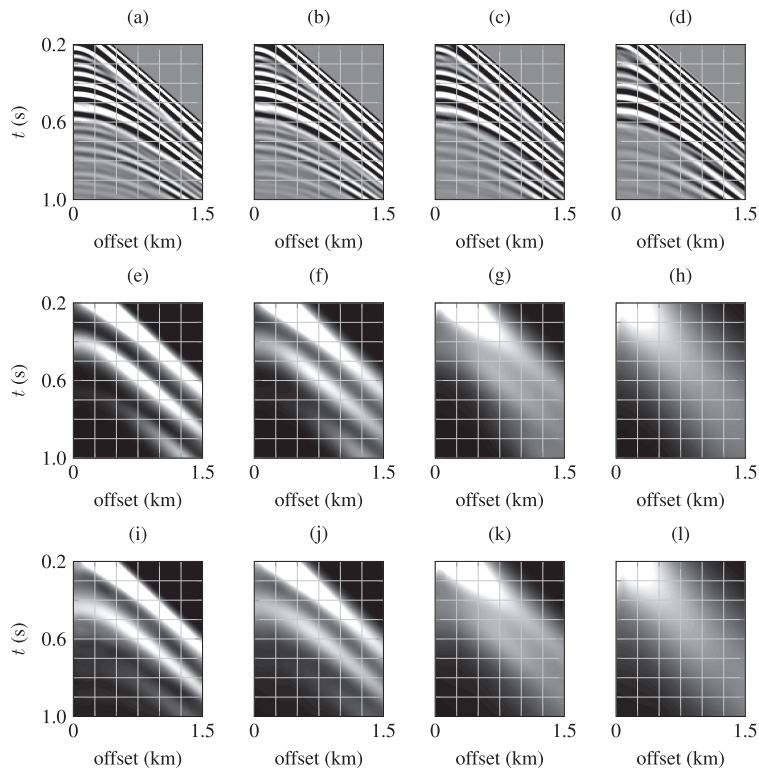 (a) (b) (c) (d)
0.2
t (s)
0.6
1.0
0 1.5 0 1.5 0 1.5 0 1.5
offset (km) offset (km) offset (km) offset (km)
(e) (f) (g) (h)
0.2
t (s)
0.6
1.0
0 1.5 0 1.5 0 1.5 0 1.5
offset (km) offset (km) offset (km) offset (km)
(i) (j) (k) (l)
0.2
t (s)
0.6
1.0
0 1.5 0 1.5 0 1.5 0 1.5
offset (km) offset (km) offset (km) offset (km)